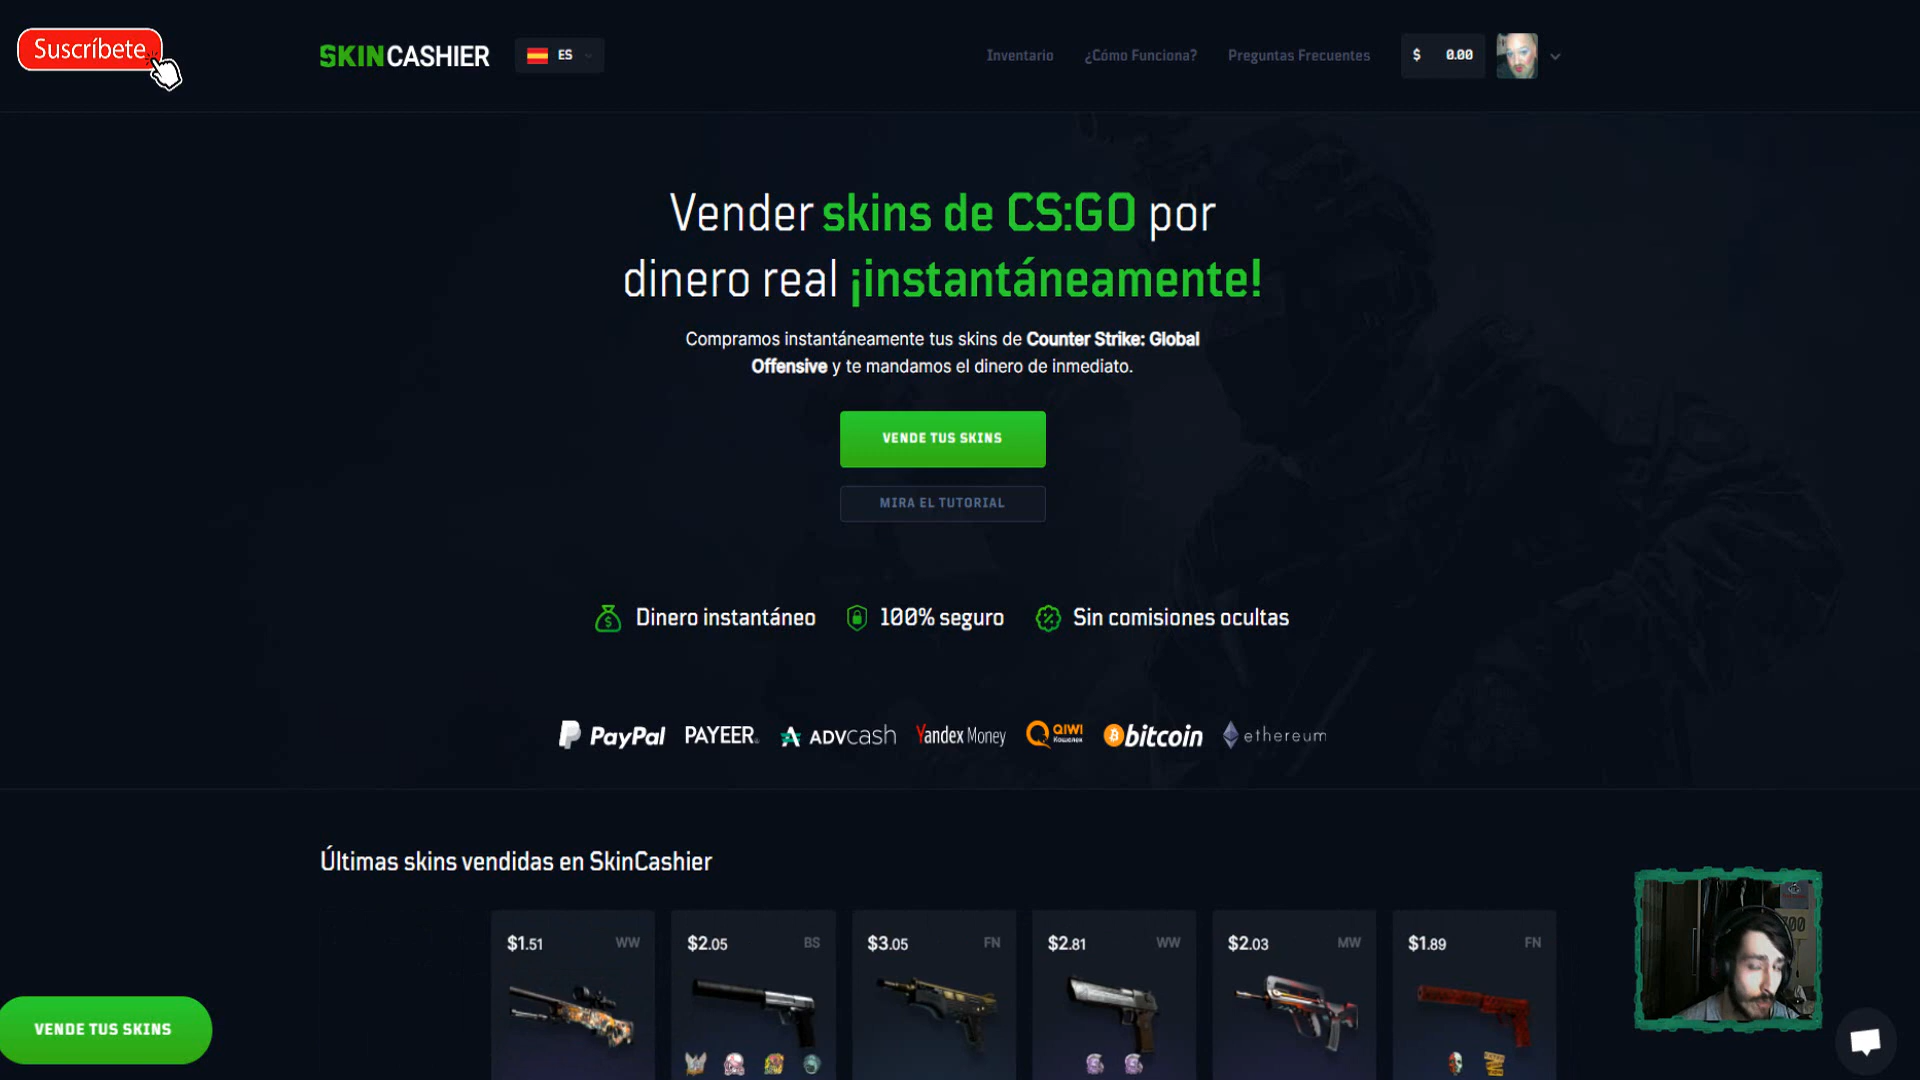 Suscríbete
SKINCASHIER
ES
Inventario
¿Cómo Funciona?
Preguntas Frecuentes
$ 0.00
Vender skins de CS:GO por
dinero real ¡instantáneamente!
Compramos instantáneamente tus skins de Counter Strike: Global
Offensive y te mandamos el dinero de inmediato.
VENDE TUS SKINS
MIRA EL TUTORIAL
Dinero instantáneo
100% seguro
Sin comisiones ocultas
PayPal
PAYEER
ADVcash
Yandex Money
QIWI
Кошелек
bitcoin
ethereum
Últimas skins vendidas en SkinCashier
$1.51 WW
$2.05 BS
$3.05 FN
$2.81 WW
$2.03 MW
$1.89 FN
VENDE TUS SKINS